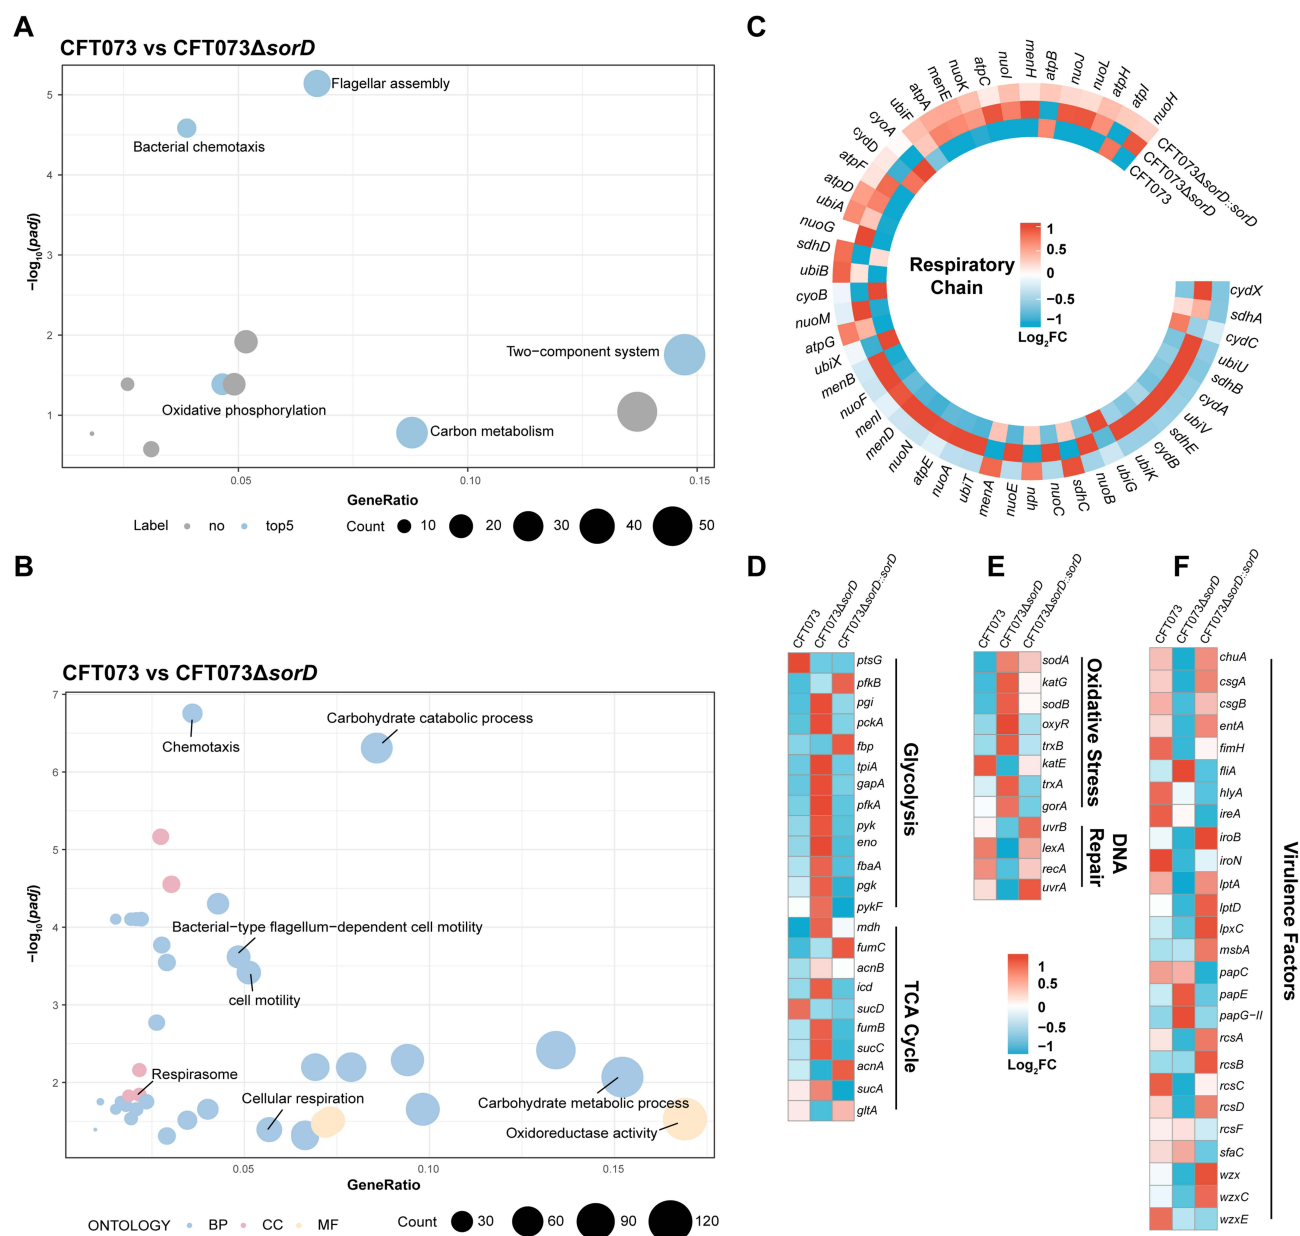 A
CFT073 vs CFT073ΔsorD
Flagellar assembly
Bacterial chemotaxis
Two−component system
Oxidative phosphorylation
Carbon metabolism
−log10(padj)
5
4
3
2
1
0.05
0.10
0.15
GeneRatio
Label no top5 Count 10 20 30 40 50
B
CFT073 vs CFT073ΔsorD
Chemotaxis
Carbohydrate catabolic process
Bacterial-type flagellum-dependent cell motility
cell motility
Respirasome
Cellular respiration
Carbohydrate metabolic process
Oxidoreductase activity
−log10(padj)
7
6
5
4
3
2
0.05
0.10
0.15
GeneRatio
ONTOLOGY BP CC MF Count 30 60 90 120
C
nuoH
atpI
atpH
nuoL
nuoJ
atpB
menH
nuoI
atpC
nuoK
menE
atpA
ubiF
cyoA
cydD
atpF
atpD
ubiA
nuoG
sdhD
ubiB
cyoB
nuoM
atpG
ubiX
menB
nuoF
menI
menD
nuoN
atpE
nuoA
ubiT
menA
nuoE
ndh
nuoC
sdhC
nuoB
ubiG
ubiK
cydB
sdhE
ubiV
cydA
sdhB
ubiU
cydC
sdhA
cydX
CFT073ΔsorD::sorD
CFT073ΔsorD
CFT073
Respiratory
Chain
1
0.5
0
−0.5
−1
Log2FC
D
CFT073
CFT073ΔsorD
CFT073ΔsorD::sorD
ptsG
pfkB
pgi
pckA
fbp
tpiA
gapA
pfkA
pyk
eno
fbaA
pgk
pykF
mdh
fumC
acnB
icd
sucD
fumB
sucC
acnA
sucA
gltA
Glycolysis
TCA Cycle
E
CFT073
CFT073ΔsorD
CFT073ΔsorD::sorD
sodA
katG
sodB
oxyR
trxB
katE
trxA
gorA
uvrB
lexA
recA
uvrA
Oxidative Stress
DNA
Repair
1
0.5
0
−0.5
−1
Log2FC
F
CFT073
CFT073ΔsorD
CFT073ΔsorD::sorD
chuA
csgA
csgB
entA
fimH
fliA
hlyA
ireA
iroB
iroN
lptA
lptD
lpxC
msbA
papC
papE
papG−II
rcsA
rcsB
rcsC
rcsD
rcsF
sfaC
wzx
wzxC
wzxE
Virulence Factors